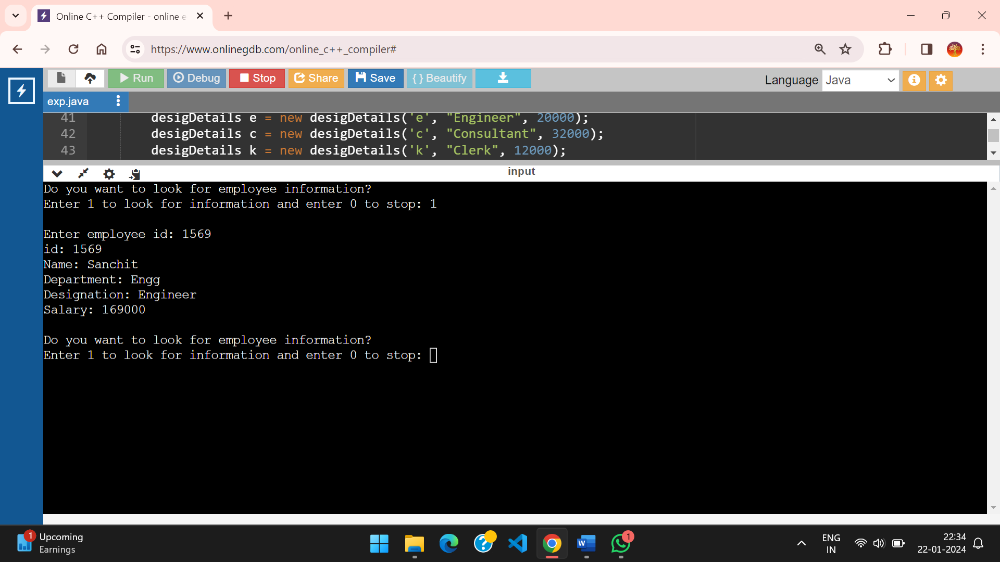 Online C++ Compiler - online e
https://www.onlinegdb.com/online_c++_compiler#
Run Debug Stop Share Save { } Beautify
Language Java
exp.java
41 desigDetails e = new desigDetails('e', "Engineer", 20000);
42 desigDetails c = new desigDetails('c', "Consultant", 32000);
43 desigDetails k = new desigDetails('k', "Clerk", 12000);
input
Do you want to look for employee information?
Enter 1 to look for information and enter 0 to stop: 1
Enter employee id: 1569
id: 1569
Name: Sanchit
Department: Engg
Designation: Engineer
Salary: 169000
Do you want to look for employee information?
Enter 1 to look for information and enter 0 to stop:
1 Upcoming
Earnings
W
1
ENG
IN
22:34
22-01-2024